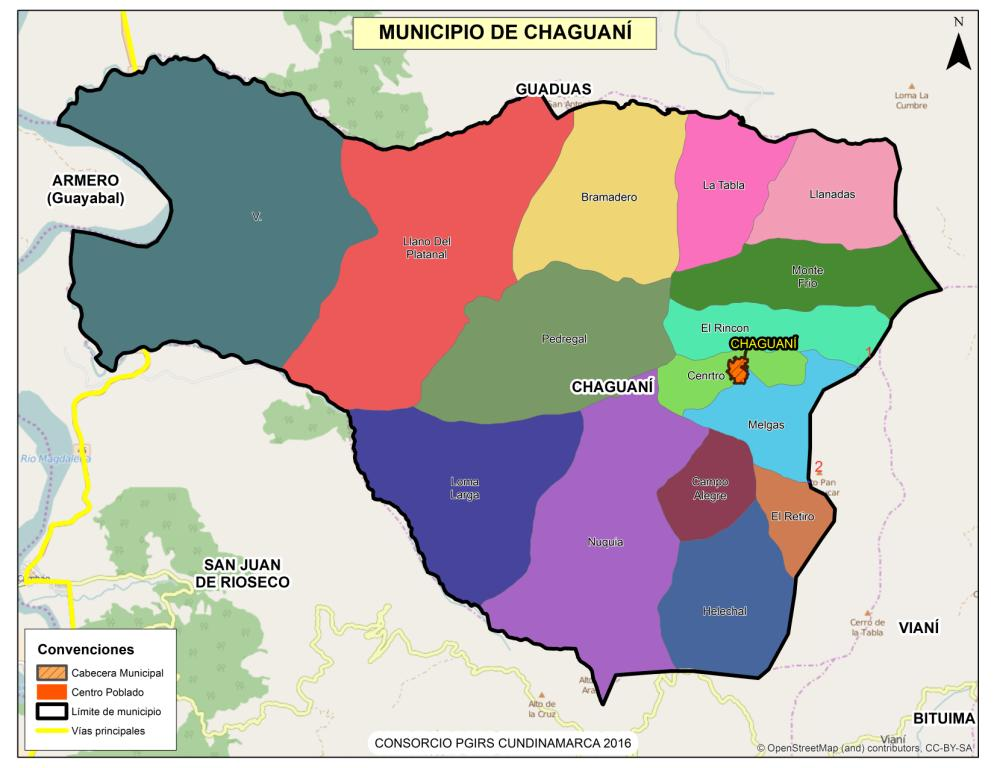 MUNICIPIO DE CHAGUANÍ
N
GUADUAS
Loma La
Cumbre
ARMERO
(Guayabal)
V.
Llano Del
Platanal
Bramadero
La Tabla
Llanadas
Monte
Frio
El Rincon
CHAGUANÍ
1
Pedregal
Cenrtro
CHAGUANÍ
Melgas
Rio Magdalena
2
Pan
Loma
Larga
Campo
Alegre
El Retiro
Nuguia
SAN JUAN
DE RIOSECO
Helechal
Cerro de
la Tabla
VIANÍ
Alto de
la Cruz
BITUIMA
Vianí
Convenciones
Cabecera Municipal
Centro Poblado
Límite de municipio
Vías principales
CONSORCIO PGIRS CUNDINAMARCA 2016
© OpenStreetMap (and) contributors, CC-BY-SA